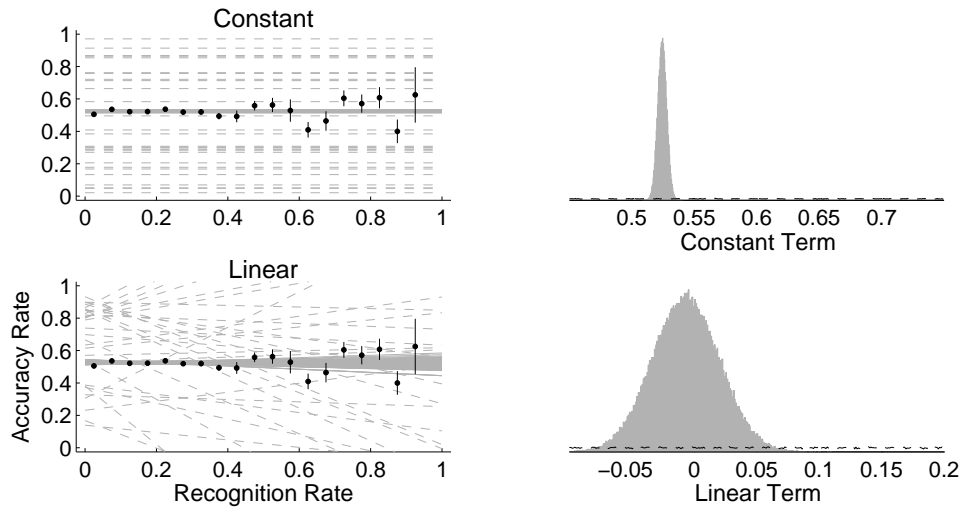 Constant
1
0.8
0.6
0.4
0.2
0
0 0.2 0.4 0.6 0.8 1
0.5 0.55 0.6 0.65 0.7
Constant Term
Linear
Accuracy Rate
1
0.8
0.6
0.4
0.2
0
0 0.2 0.4 0.6 0.8 1
Recognition Rate
−0.05 0 0.05 0.1 0.15 0.2
Linear Term